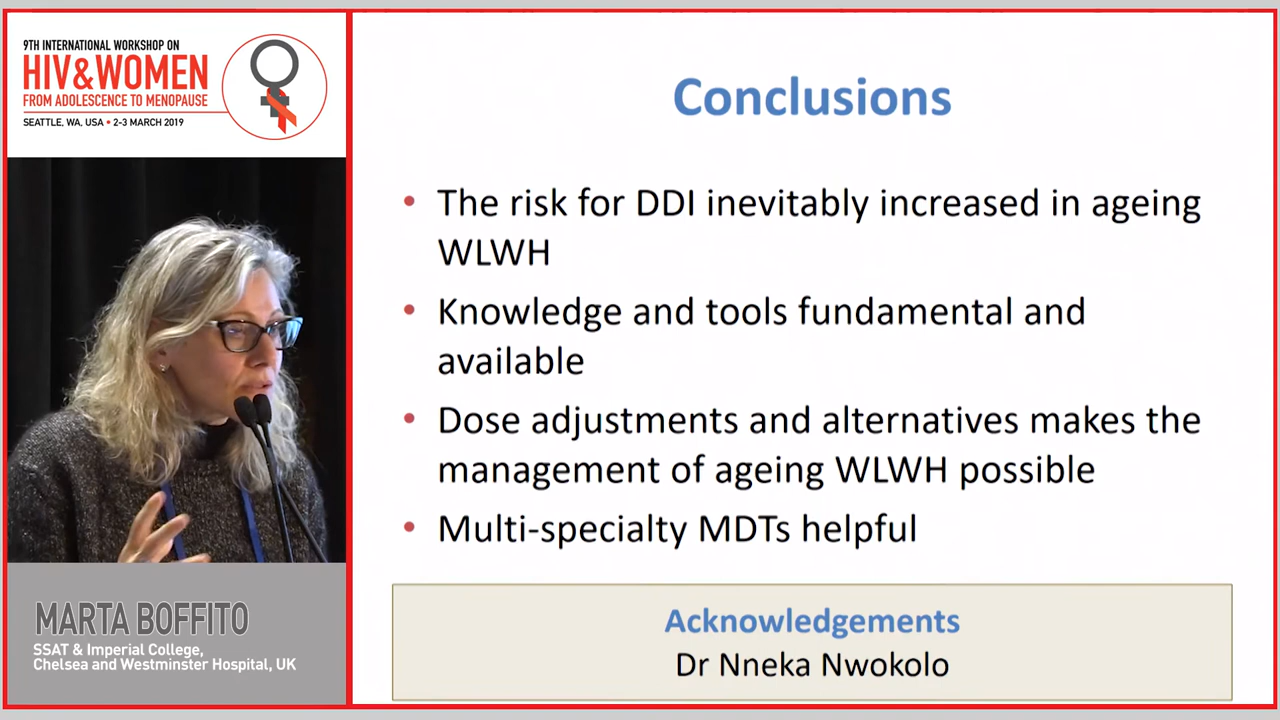 9TH INTERNATIONAL WORKSHOP ON
HIV&WOMEN
FROM ADOLESCENCE TO MENOPAUSE
SEATTLE, WA, USA • 2-3 MARCH 2019
MARTA BOFFITO
SSAT & Imperial College,
Chelsea and Westminster Hospital, UK
Conclusions
• The risk for DDI inevitably increased in ageing
WLWH
• Knowledge and tools fundamental and
available
• Dose adjustments and alternatives makes the
management of ageing WLWH possible
• Multi-specialty MDTs helpful
Acknowledgements
Dr Nneka Nwokolo